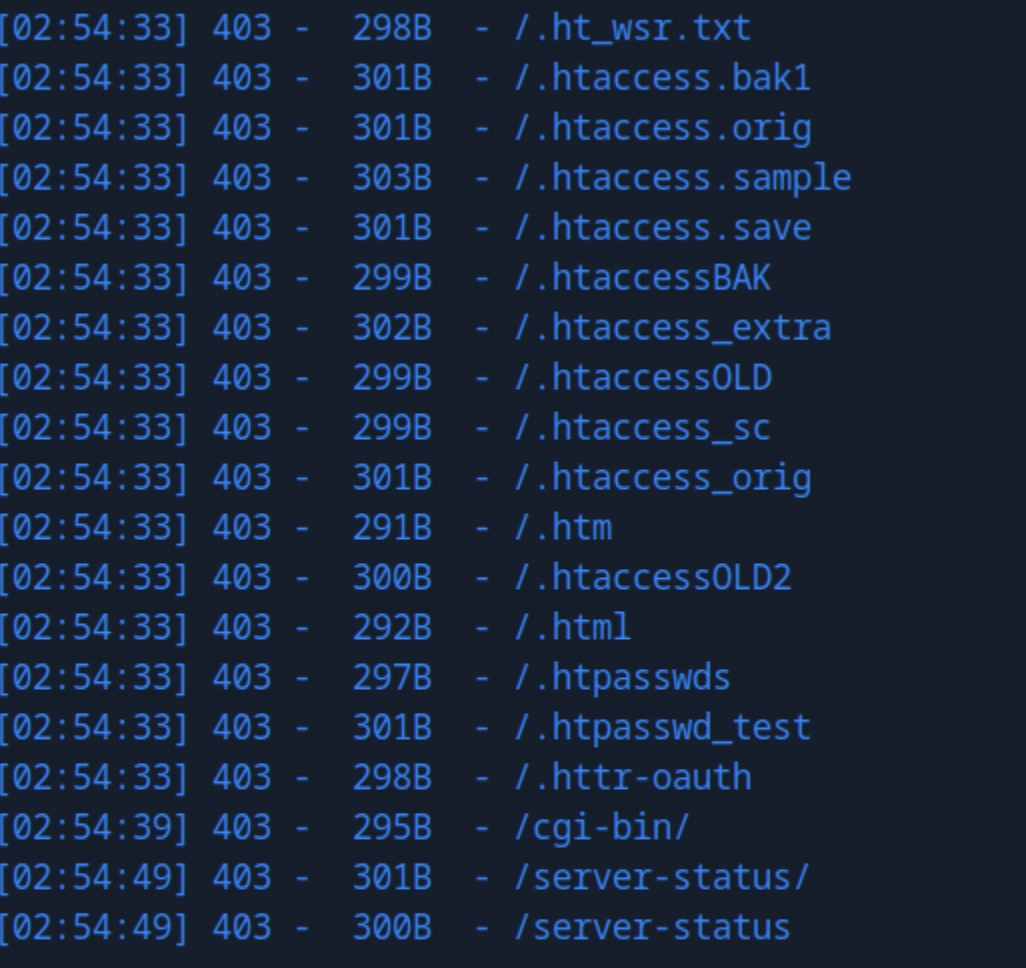 [02:54:33] 403 -  298B  - /.ht_wsr.txt
[02:54:33] 403 -  301B  - /.htaccess.bak1
[02:54:33] 403 -  301B  - /.htaccess.orig
[02:54:33] 403 -  303B  - /.htaccess.sample
[02:54:33] 403 -  301B  - /.htaccess.save
[02:54:33] 403 -  299B  - /.htaccessBAK
[02:54:33] 403 -  302B  - /.htaccess_extra
[02:54:33] 403 -  299B  - /.htaccessOLD
[02:54:33] 403 -  299B  - /.htaccess_sc
[02:54:33] 403 -  301B  - /.htaccess_orig
[02:54:33] 403 -  291B  - /.htm
[02:54:33] 403 -  300B  - /.htaccessOLD2
[02:54:33] 403 -  292B  - /.html
[02:54:33] 403 -  297B  - /.htpasswds
[02:54:33] 403 -  301B  - /.htpasswd_test
[02:54:33] 403 -  298B  - /.httr-oauth
[02:54:39] 403 -  295B  - /cgi-bin/
[02:54:49] 403 -  301B  - /server-status/
[02:54:49] 403 -  300B  - /server-status